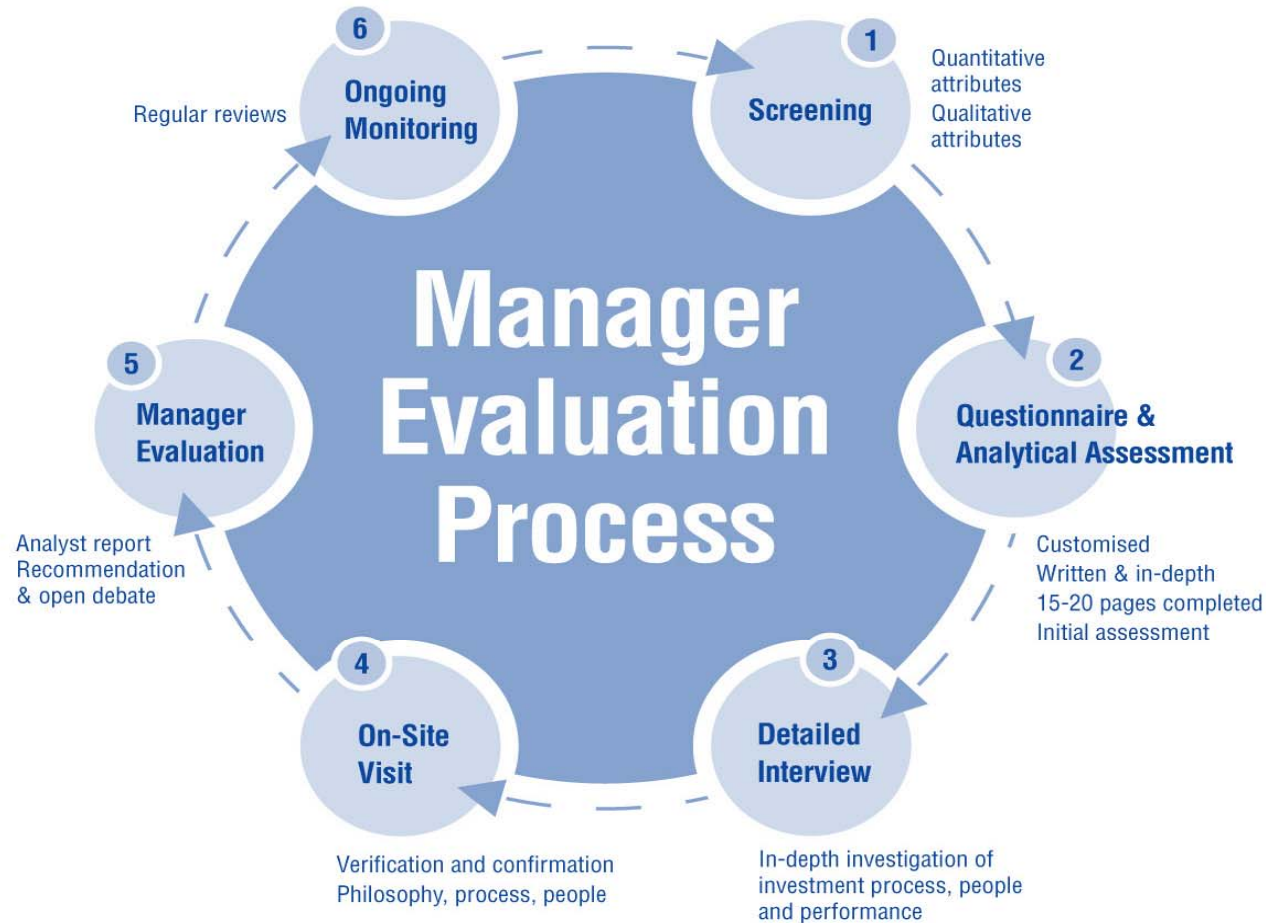 Manager
Evaluation
Process
1
Screening
Quantitative
attributes
Qualitative
attributes
2
Questionnaire &
Analytical Assessment
Customised
Written & in-depth
15-20 pages completed
Initial assessment
3
Detailed
Interview
In-depth investigation of
investment process, people
and performance
4
On-Site
Visit
Verification and confirmation
Philosophy, process, people
5
Manager
Evaluation
Analyst report
Recommendation
& open debate
6
Ongoing
Monitoring
Regular reviews